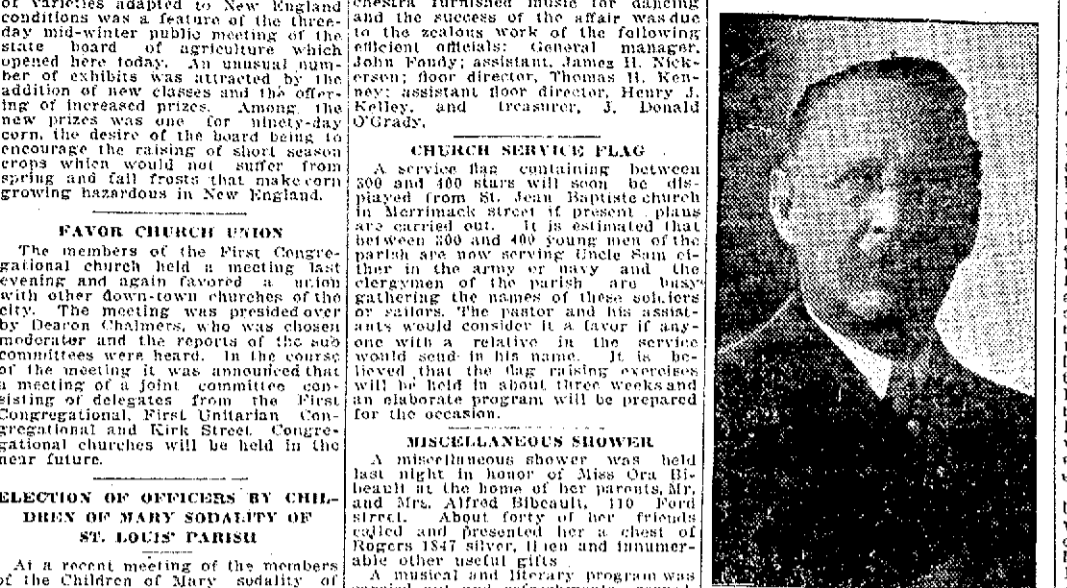 of varieties adapted to New England
conditions was a feature of the three-
day mid-winter public meeting of the
state board of agriculture which
opened here today. An unusual num-
ber of exhibits was attracted by the
addition of new classes and the offer-
ing of increased prizes. Among the
new prizes was one for ninety-day
corn, the desire of the board being to
encourage the raising of short season
crops which would not suffer from
spring and fall frosts that make corn
growing hazardous in New England.
FAVOR CHURCH UNION
The members of the First Congre-
gational church held a meeting last
evening and again favored a union
with other down-town churches of the
city. The meeting was presided over
by Deacon Chalmers, who was chosen
moderator and the reports of the sub
committees were heard. In the course
of the meeting it was announced that
a meeting of a joint committee con-
sisting of delegates from the First
Congregational, First Unitarian Con-
gregational and Kirk Street Congre-
gational churches will be held in the
near future.
ELECTION OF OFFICERS BY CHIL-
DREN OF MARY SODALITY OF
ST. LOUIS' PARISH
At a recent meeting of the members
of the Children of Mary sodality of
chestra furnished music for dancing
and the success of the affair was due
to the zealous work of the following
efficient officials: General manager,
John Fondy; assistant, James H. Nick-
erson; floor director, Thomas H. Ken-
ney; assistant floor director, Henry J.
Kelley, and treasurer, J. Donald
O'Grady.
CHURCH SERVICE FLAG
A service flag containing between
300 and 400 stars will soon be dis-
played from St. Jean Baptiste church
in Merrimack street if present plans
are carried out. It is estimated that
between 300 and 400 young men of the
parish are now serving Uncle Sam ei-
ther in the army or navy and the
clergymen of the parish are busy
gathering the names of these soldiers
or sailors. The pastor and his assist-
ants would consider it a favor if any-
one with a relative in the service
would send in his name. It is be-
lieved that the flag raising exercises
will be held in about three weeks and
an elaborate program will be prepared
for the occasion.
MISCELLANEOUS SHOWER
A miscellaneous shower was held
last night in honor of Miss Ora Bi-
beault at the home of her parents, Mr.
and Mrs. Alfred Bibeault, 110 Ford
street. About forty of her friends
called and presented her a chest of
Rogers 1847 silver, linen and innumer-
able other useful gifts
A musical and literary program was